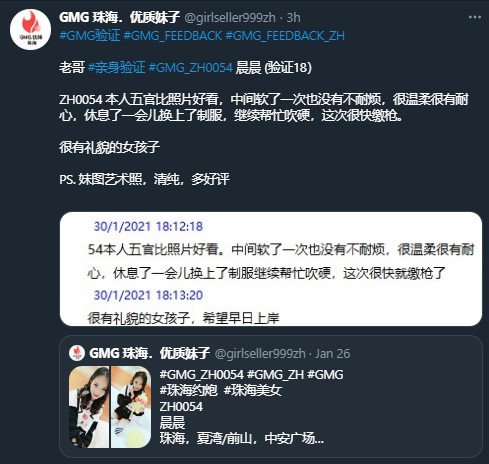 GMG 珠海．优质妹子 @girlseller999zh · 3h
#GMG验证 #GMG_FEEDBACK #GMG_FEEDBACK_ZH
老哥 #亲身验证 #GMG_ZH0054 晨晨 (验证18)
ZH0054 本人五官比照片好看，中间软了一次也没有不耐烦，很温柔很有耐
心，休息了一会儿换上了制服，继续帮忙吹硬，这次很快缴枪。
很有礼貌的女孩子
PS. 妹图艺术照，清纯，多好评
30/1/2021 18:12:18
54本人五官比照片好看。中间软了一次也没有不耐烦，很温柔很有耐
心，休息了一会儿换上了制服继续帮忙吹硬，这次很快就缴枪了
30/1/2021 18:13:20
很有礼貌的女孩子，希望早日上岸
GMG 珠海．优质妹子 @girlseller999zh · Jan 26
#GMG_ZH0054 #GMG_ZH #GMG
#珠海约炮 #珠海美女
ZH0054
晨晨
珠海，夏湾/前山，中安广场...